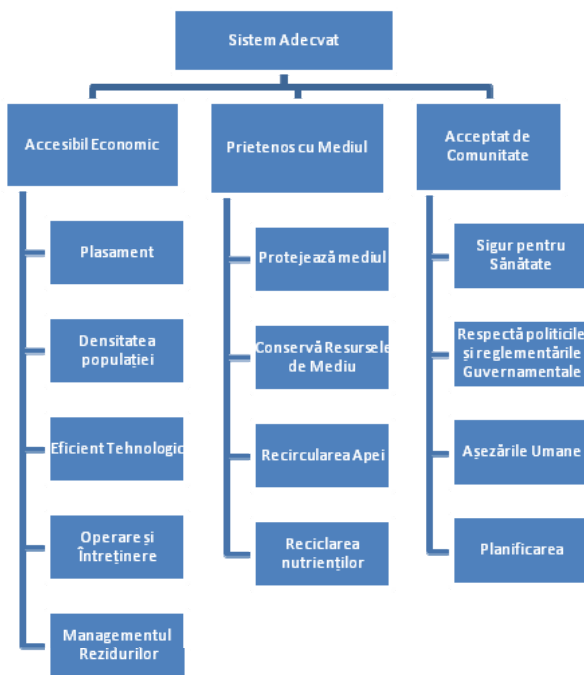 Sistem Adecvat
Accesibil Economic
Prietenos cu Mediul
Acceptat de
Comunitate
Plasament
Densitatea
populației
Eficient Tehnologic
Operare și
Întreținere
Managementul
Rezidurilor
Protejează mediul
Conservă Resursele
de Mediu
Recircularea Apei
Reciclarea
nutrienților
Sigur pentru
Sănătate
Respectă politicile
și reglementările
Guvernamentale
Așezările Umane
Planificarea